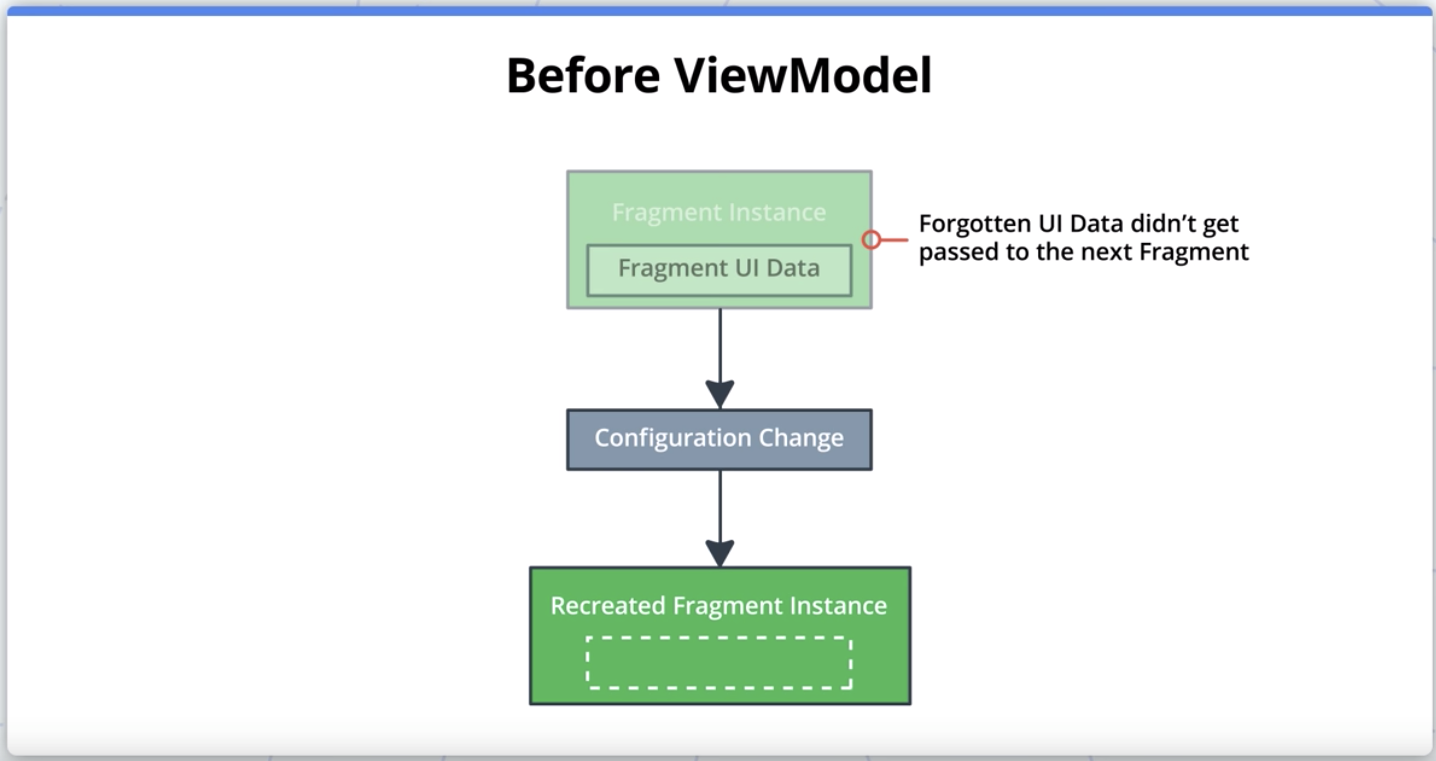 Before ViewModel
Fragment Instance
Fragment UI Data
Forgotten UI Data didn’t get
passed to the next Fragment
Configuration Change
Recreated Fragment Instance